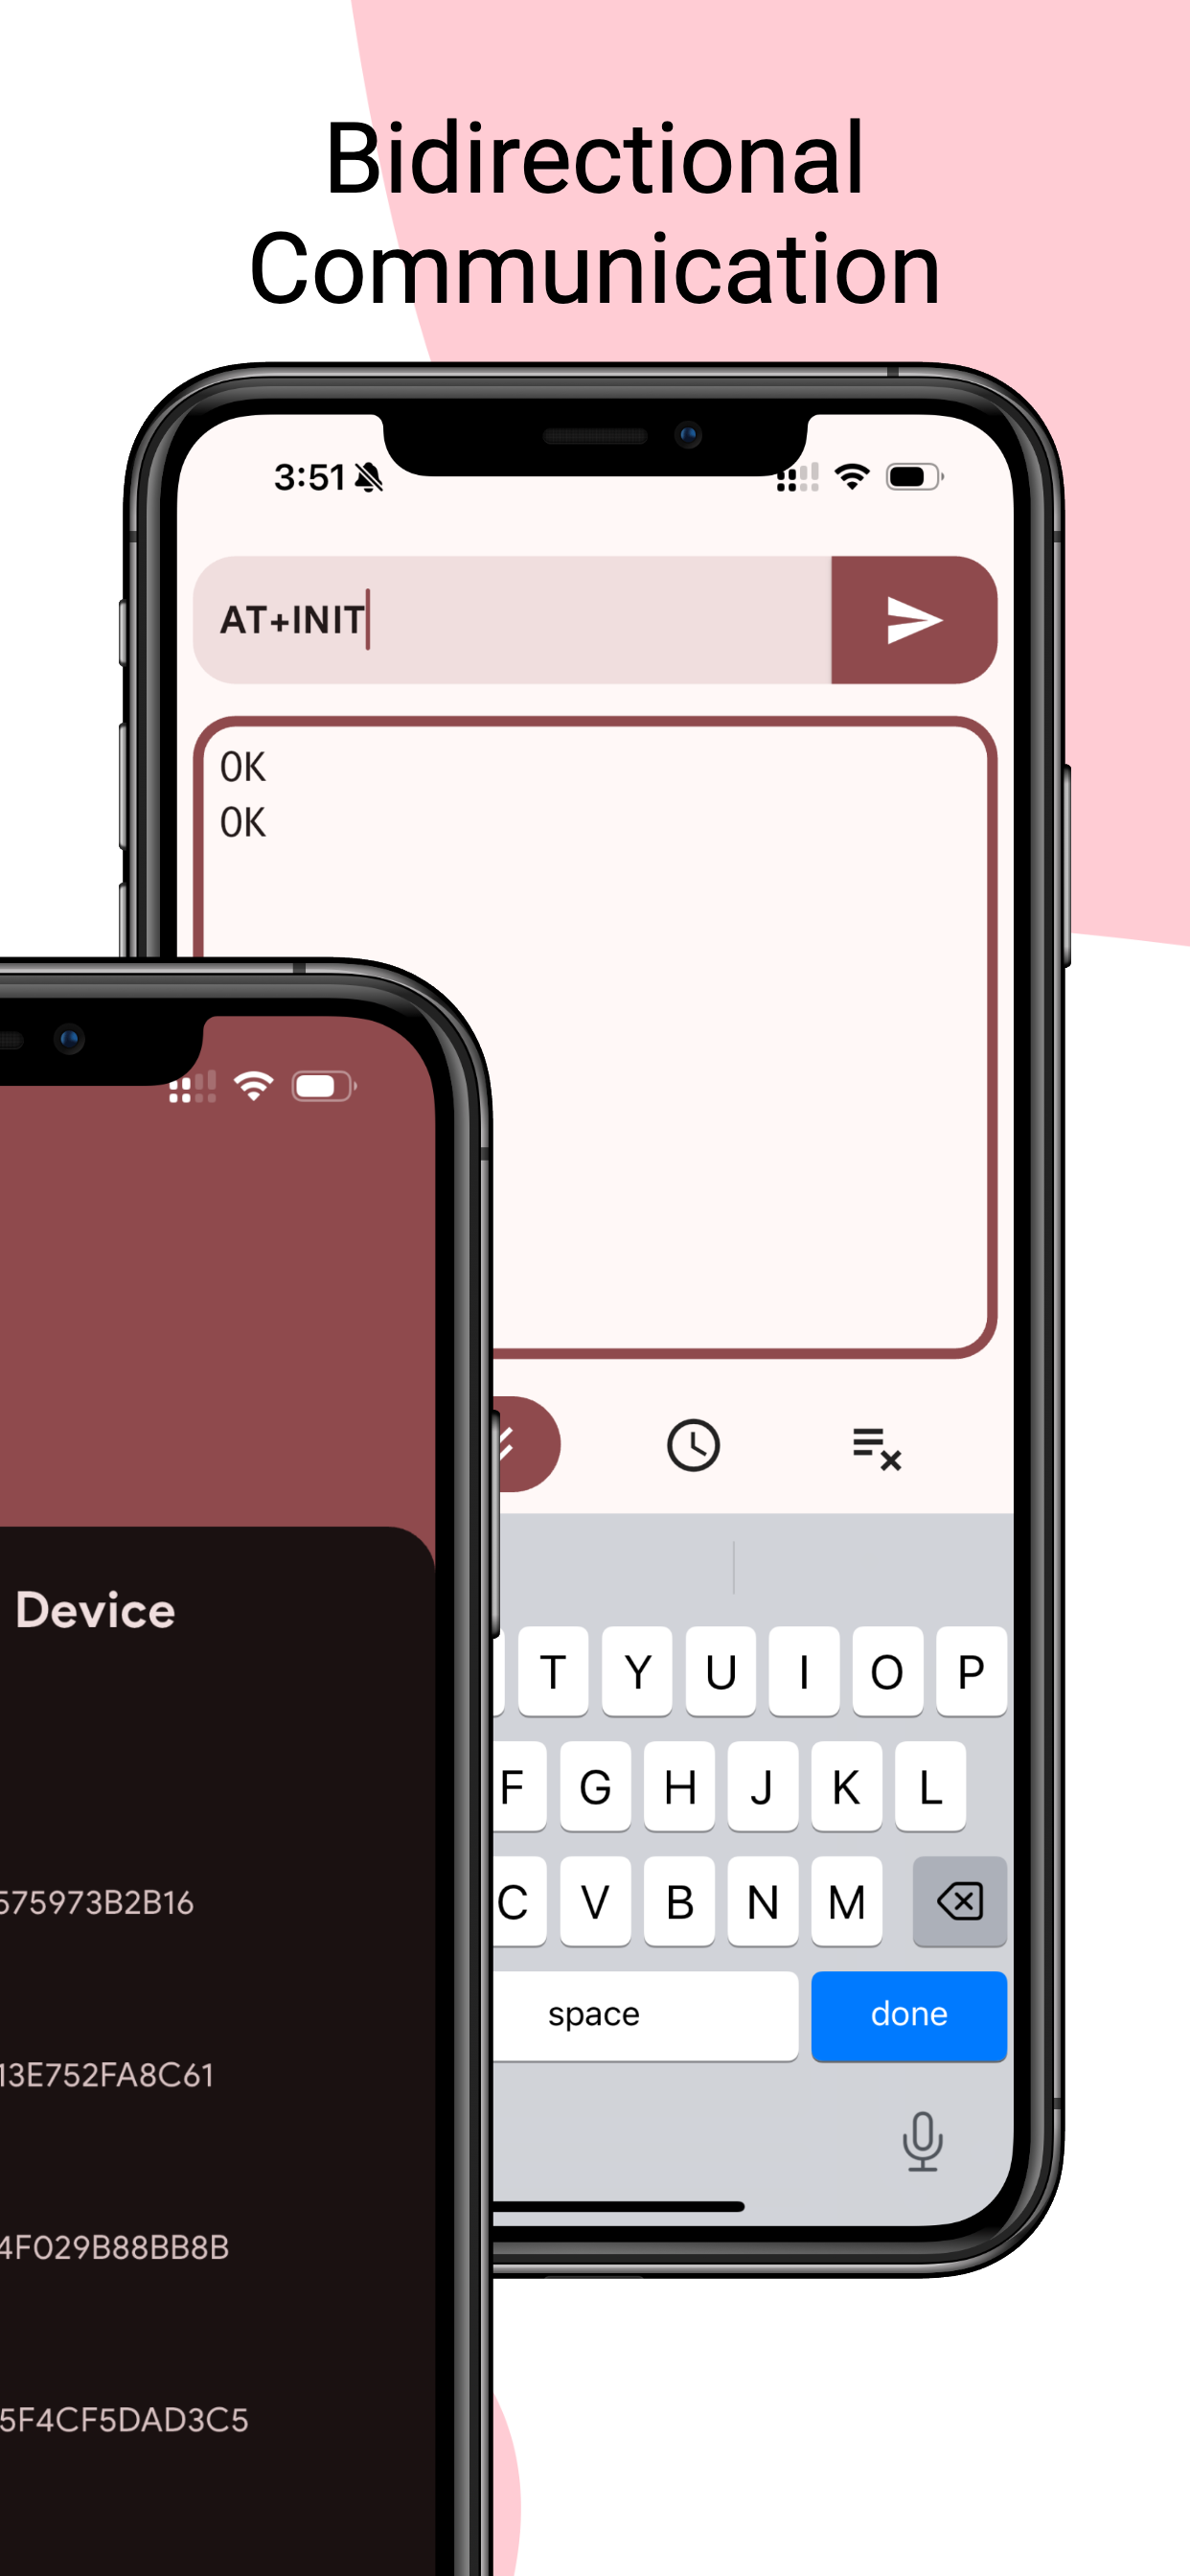 Bidirectional
Communication
3:51
AT+INIT
OK
OK
Device
575973B2B16
13E752FA8C61
4F029B88BB8B
5F4CF5DAD3C5
T Y U I O P
F G H J K L
C V B N M
space done